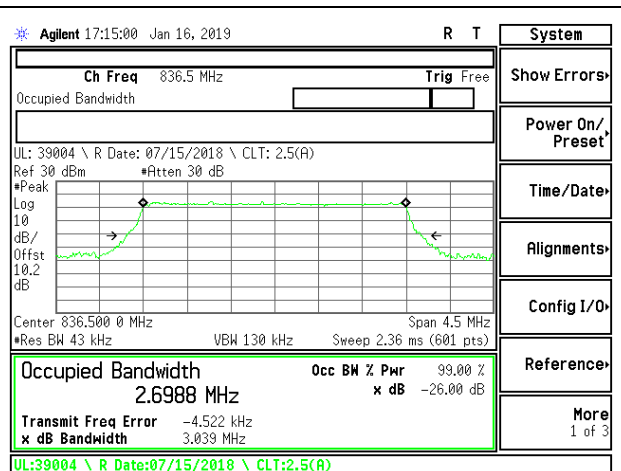 Agilent 17:15:00 Jan 16, 2019 R T System
Ch Freq 836.5 MHz Trig Free
Occupied Bandwidth
Show Errors
Power On/
Preset
UL: 39004 \ R Date: 07/15/2018 \ CLT: 2.5(A)
Ref 30 dBm #Atten 30 dB
#Peak
Log
10
dB/
Offst
10.2
dB
Time/Date
Alignments
Config I/O
Center 836.500 0 MHz Span 4.5 MHz
#Res BW 43 kHz VBW 130 kHz Sweep 2.36 ms (601 pts)
Occupied Bandwidth Occ BW % Pwr 99.00 %
2.6988 MHz x dB -26.00 dB
Transmit Freq Error -4.522 kHz
x dB Bandwidth 3.039 MHz
Reference
More
1 of 3
UL:39004 \ R Date:07/15/2018 \ CLT:2.5(A)